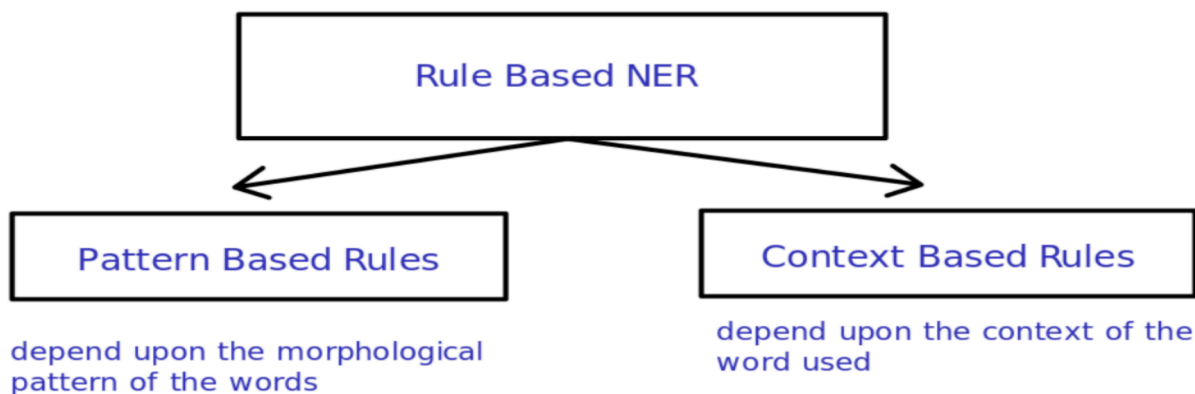 Rule Based NER
Pattern Based Rules
Context Based Rules
depend upon the morphological
pattern of the words
depend upon the context of the
word used